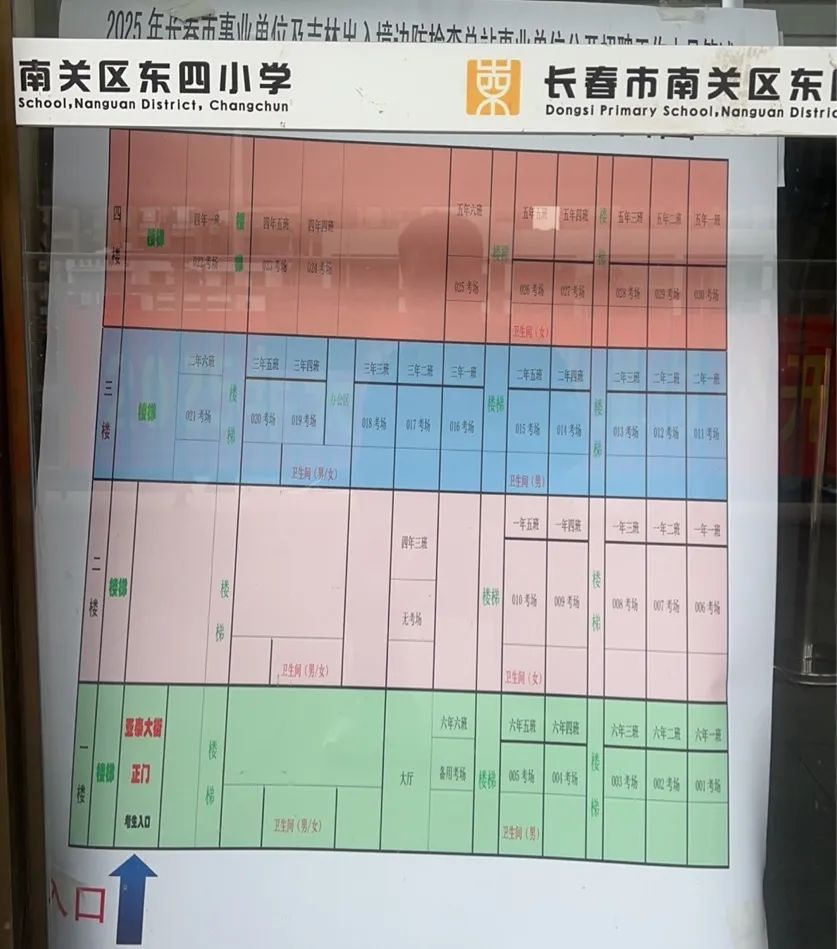 2025年长春市事业单位及吉林出入境边防检查总站事业单位公开招聘工作人员笔试
南关区东四小学
School,Nanguan District, Changchun
长春市南关区东
Dongsi Primary School,Nanguan Distric
四楼
楼梯
四年一班
022考场
楼梯
四年五班
023考场
四年四班
024考场
五年六班
025考场
楼梯
五年五班
026考场
卫生间(女)
五年四班
027考场
楼梯
五年三班
028考场
五年二班
029考场
五年一班
030考场
三楼
楼梯
二年六班
021考场
楼梯
三年五班
020考场
三年四班
019考场
卫生间(男/女)
办公区
三年三班
018考场
三年二班
017考场
三年一班
016考场
楼梯
二年五班
015考场
卫生间(男)
二年四班
014考场
楼梯
二年三班
013考场
二年二班
012考场
二年一班
011考场
二楼
楼梯
楼梯
卫生间(男/女)
四年三班
无考场
楼梯
一年五班
010考场
卫生间(女)
一年四班
009考场
楼梯
一年三班
008考场
一年二班
007考场
一年一班
006考场
一楼
楼梯
亚泰大街
正门
考生入口
楼梯
卫生间(男/女)
大厅
六年六班
备用考场
楼梯
六年五班
005考场
卫生间(男)
六年四班
004考场
楼梯
六年三班
003考场
六年二班
002考场
六年一班
001考场
入口